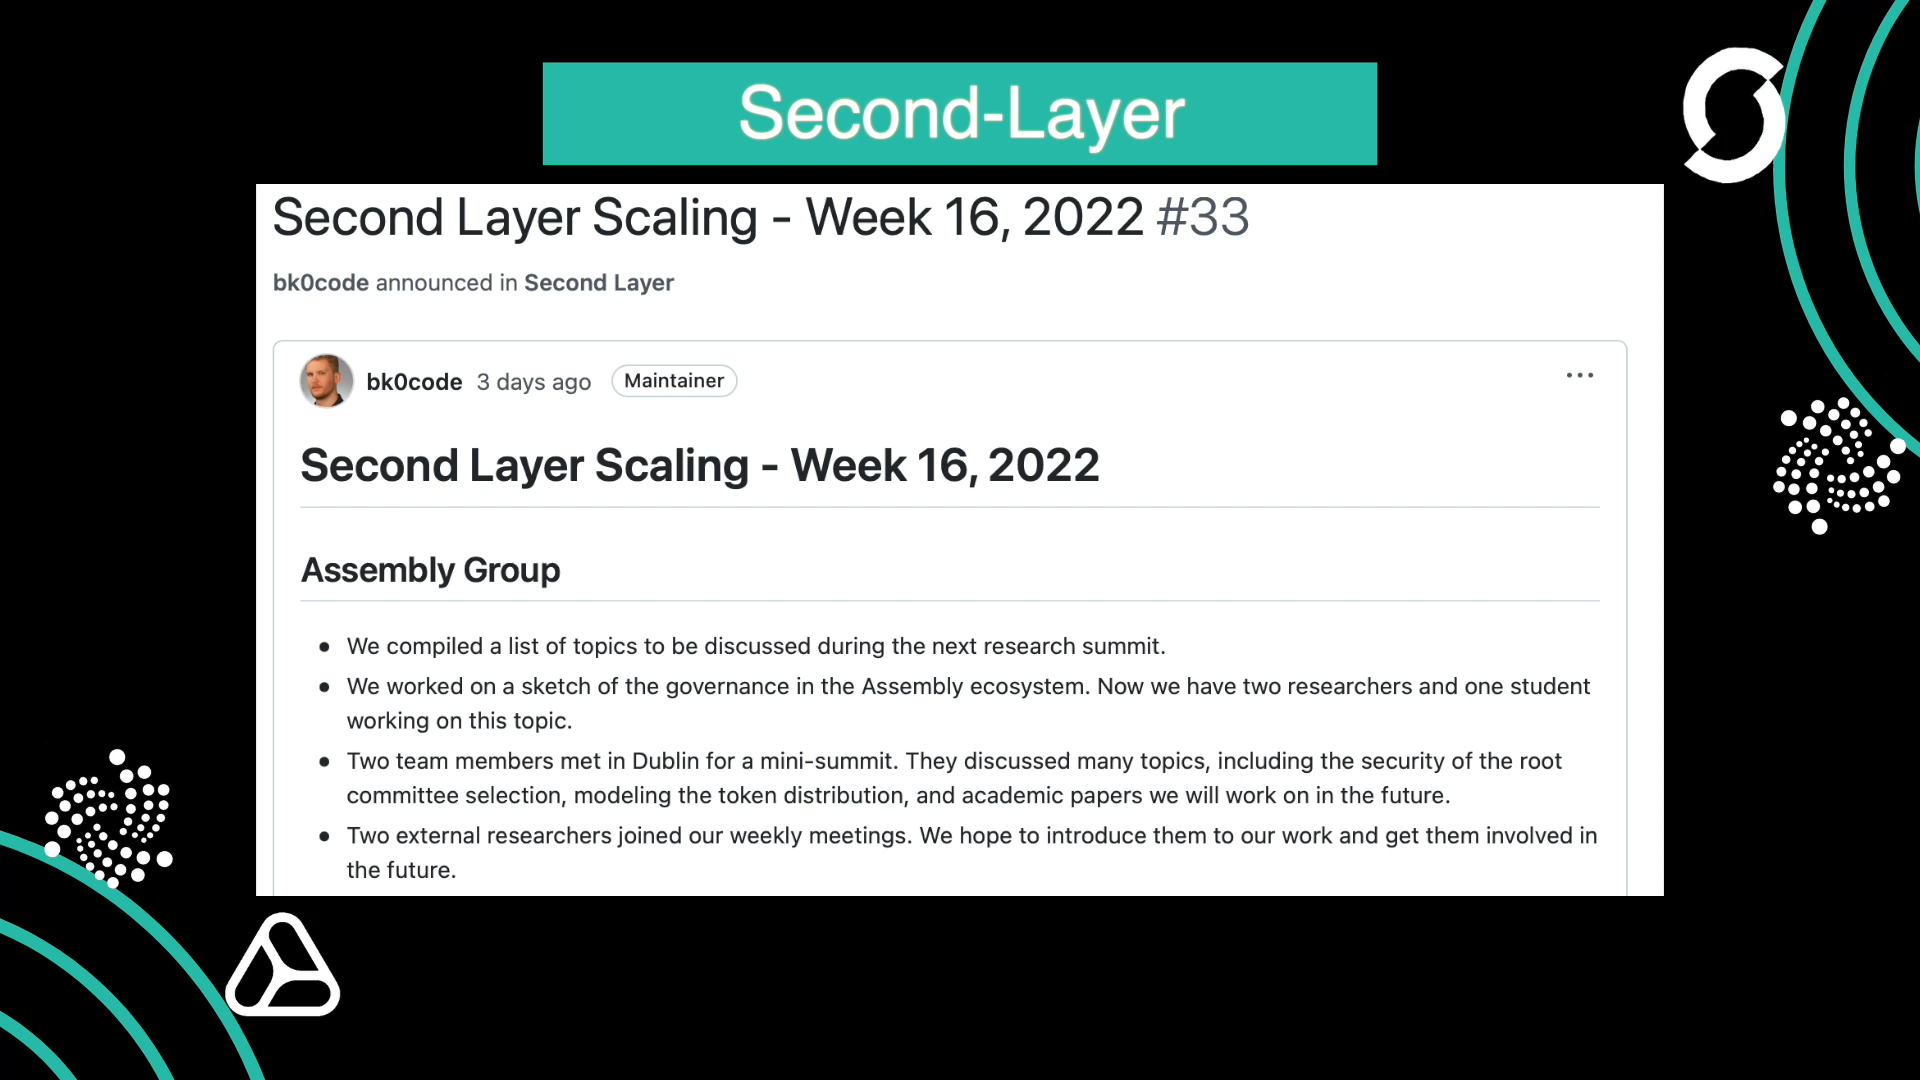 Second-Layer
Second Layer Scaling - Week 16, 2022 #33
bk0code announced in Second Layer
bk0code 3 days ago Maintainer
Second Layer Scaling - Week 16, 2022
Assembly Group
We compiled a list of topics to be discussed during the next research summit.
We worked on a sketch of the governance in the Assembly ecosystem. Now we have two researchers and one student
working on this topic.
Two team members met in Dublin for a mini-summit. They discussed many topics, including the security of the root
committee selection, modeling the token distribution, and academic papers we will work on in the future.
Two external researchers joined our weekly meetings. We hope to introduce them to our work and get them involved in
the future.